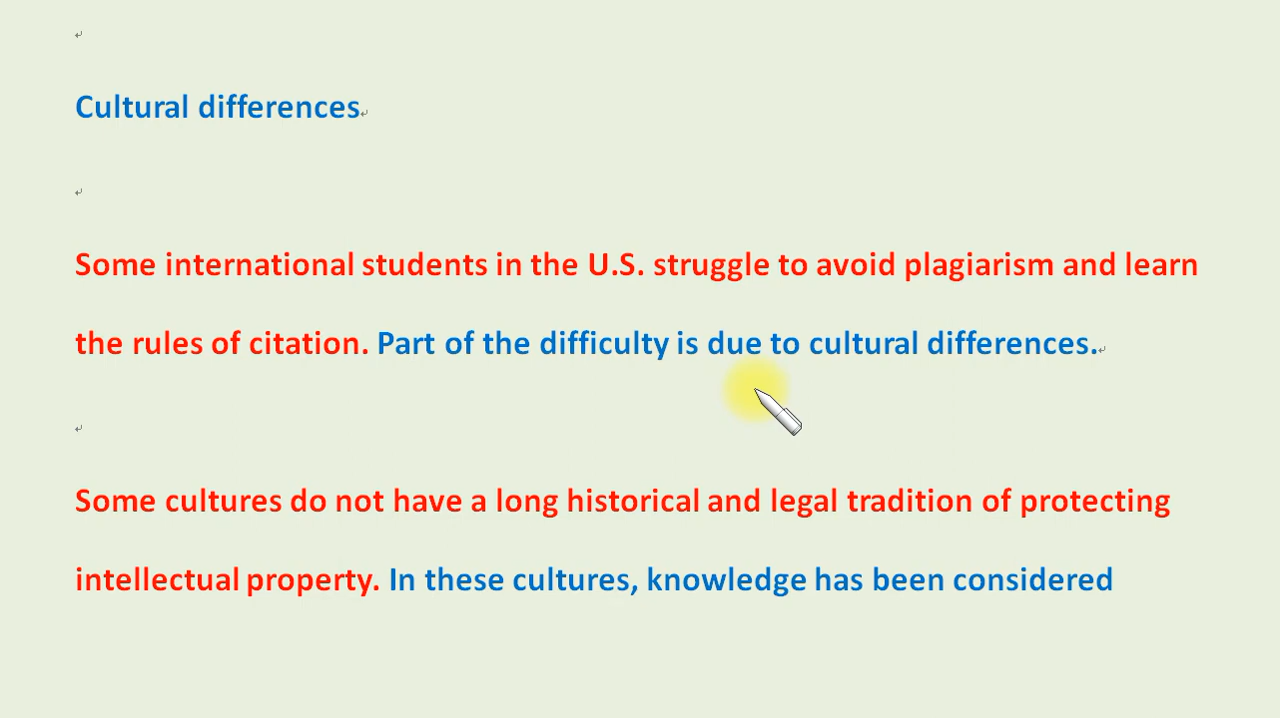 Cultural differences
Some international students in the U.S. struggle to avoid plagiarism and learn
the rules of citation. Part of the difficulty is due to cultural differences.
Some cultures do not have a long historical and legal tradition of protecting
intellectual property. In these cultures, knowledge has been considered